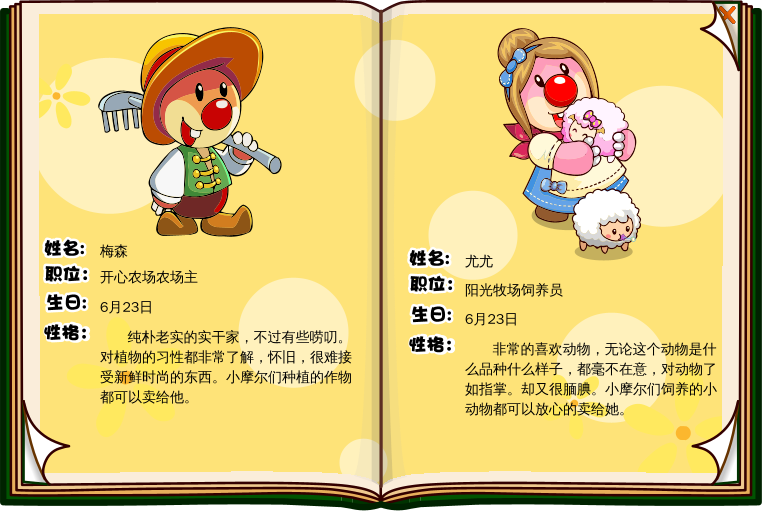 姓名: 梅森
职位: 开心农场农场主
生日: 6月23日
性格: 纯朴老实的实干家，不过有些唠叨。
对植物的习性都非常了解，怀旧，很难接
受新鲜时尚的东西。小摩尔们种植的作物
都可以卖给他。
姓名: 尤尤
职位: 阳光牧场饲养员
生日: 6月23日
性格: 非常的喜欢动物，无论这个动物是什
么品种什么样子，都毫不在意，对动物了
如指掌。却又很腼腆。小摩尔们饲养的小
动物都可以放心的卖给她。